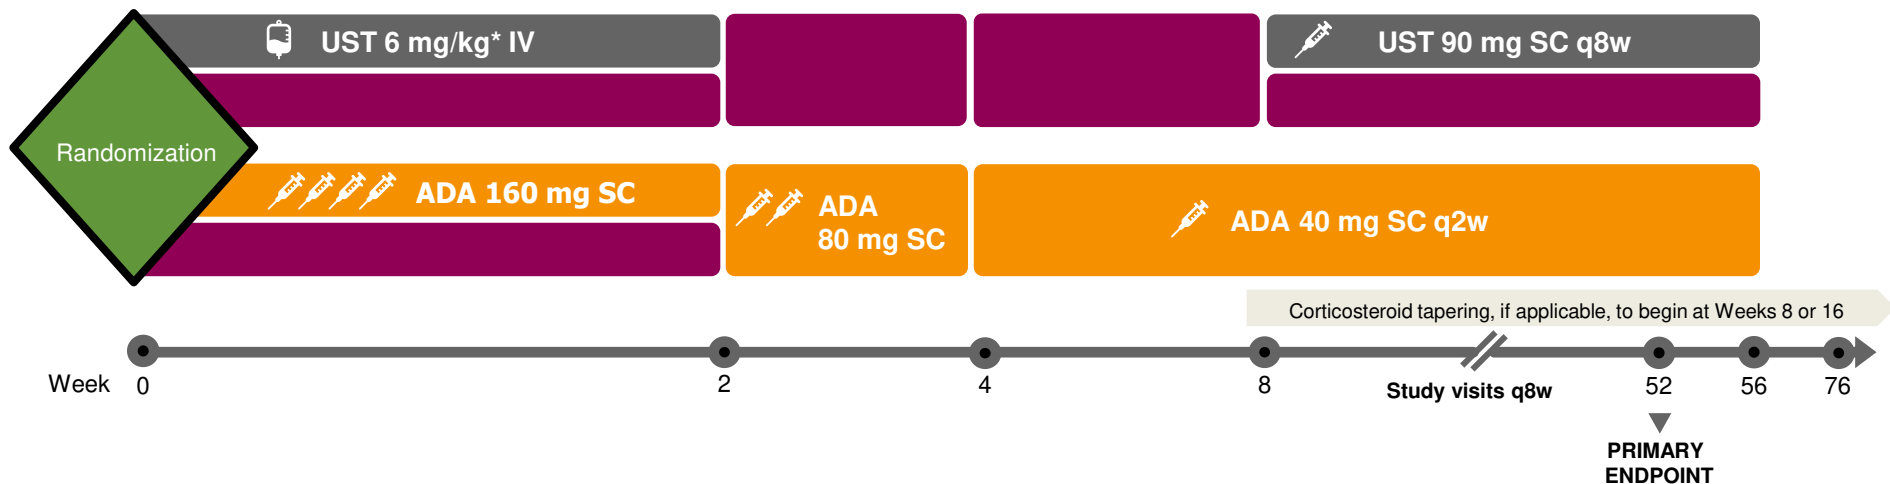 UST 6 mg/kg* IV
UST 90 mg SC q8w
Randomization
ADA 160 mg SC
ADA
80 mg SC
ADA 40 mg SC q2w
Corticosteroid tapering, if applicable, to begin at Weeks 8 or 16
Week 0 2 4 8 52 56 76
Study visits q8w
PRIMARY
ENDPOINT